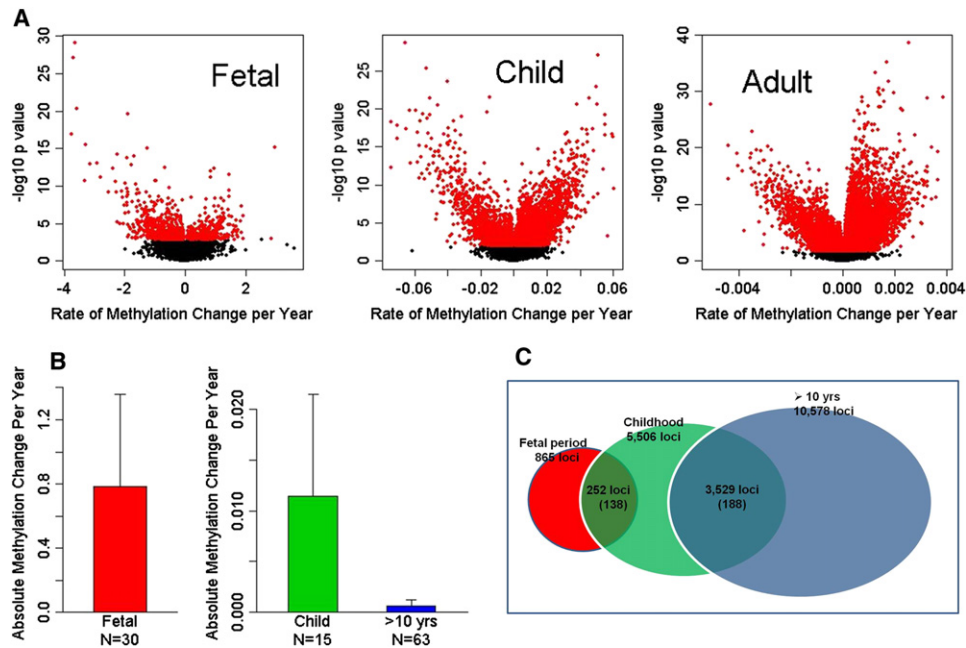 A
Fetal
Child
Adult
-log10 p value
30
25
20
15
10
5
0
-4
-2
0
2
Rate of Methylation Change per Year
-log10 p value
25
20
15
10
5
0
-0.06
-0.02
0.02
0.06
Rate of Methylation Change per Year
-log10 p value
40
30
20
10
0
-0.004
0.000
0.002
0.004
Rate of Methylation Change per Year
B
Absolute Methylation Change Per Year
1.2
0.8
0.4
0.0
Fetal
N=30
Absolute Methylation Change Per Year
0.020
0.010
0.000
Child
N=15
>10 yrs
N=63
C
Fetal period
865 loci
Childhood
5,506 loci
➢ 10 yrs
10,578 loci
252 loci
(138)
3,529 loci
(188)